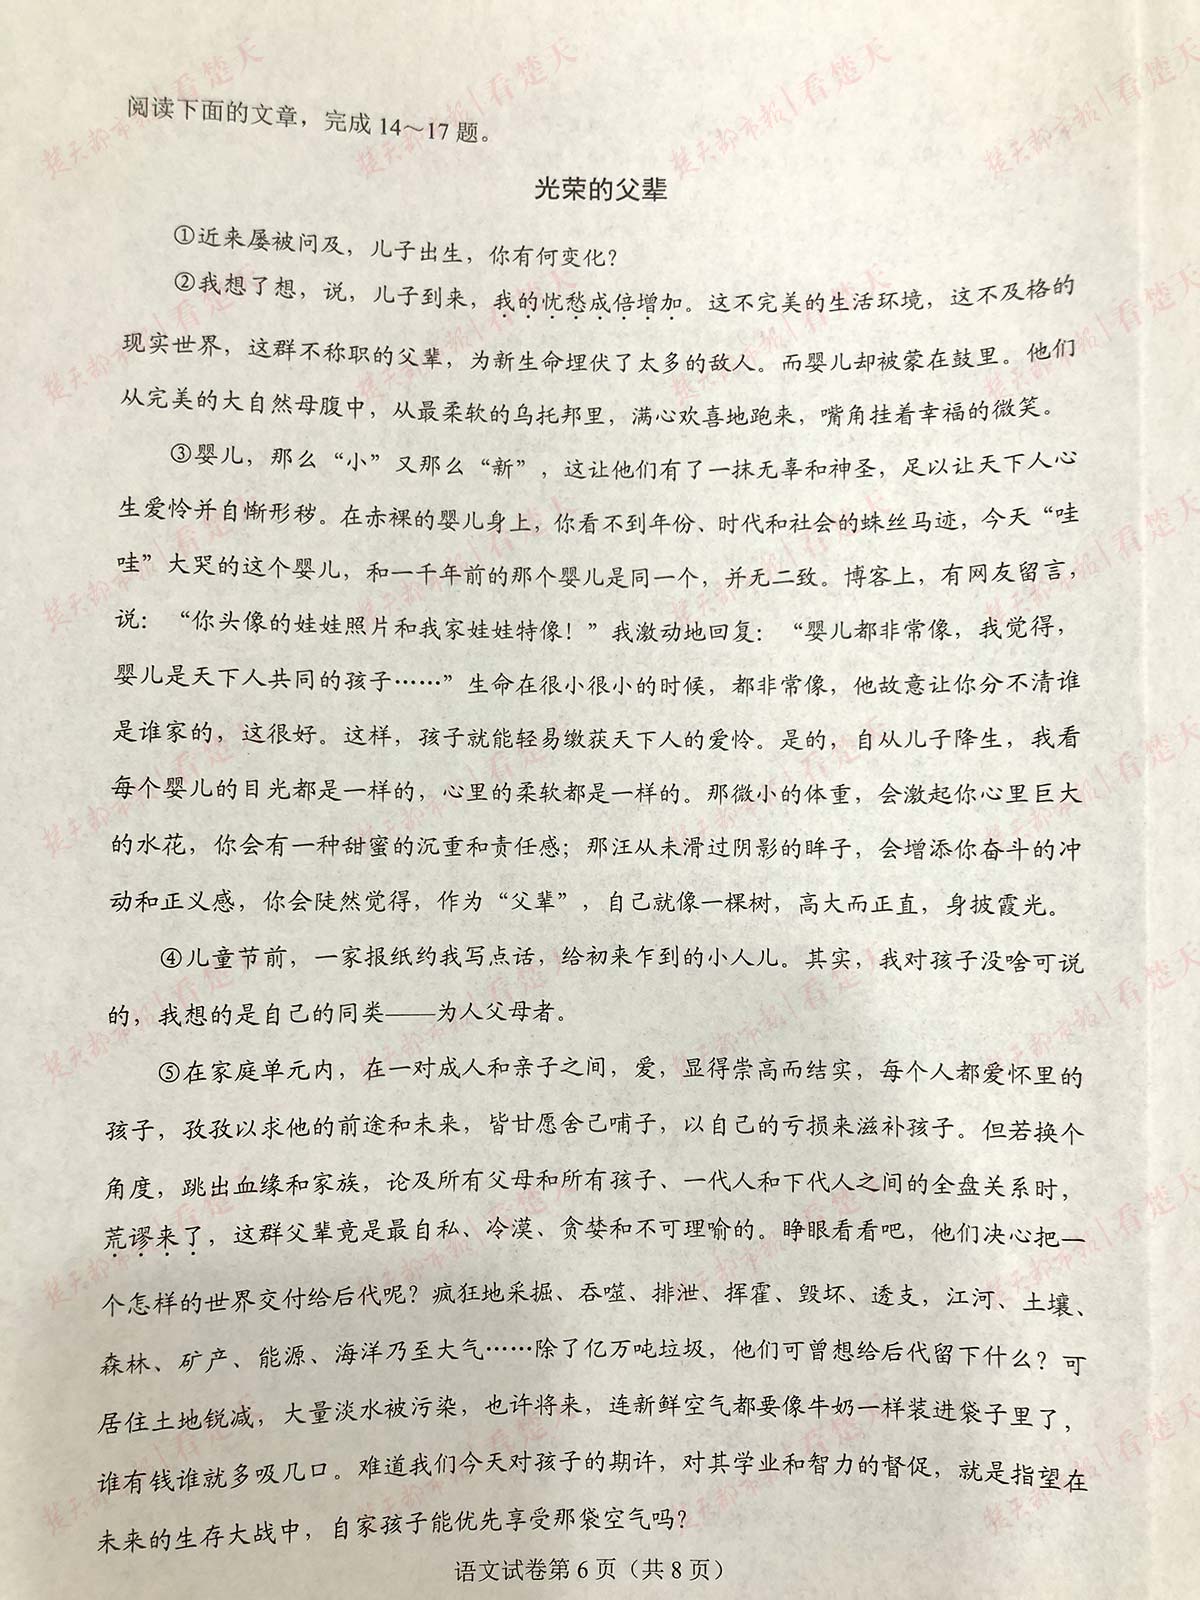 阅读下面的文章，完成14～17题。
光荣的父辈
①近来屡被问及，儿子出生，你有何变化？
②我想了想，说，儿子到来，我的忧愁成倍增加。这不完美的生活环境，这不及格的
现实世界，这群不称职的父辈，为新生命埋伏了太多的敌人。而婴儿却被蒙在鼓里。他们
从完美的大自然母腹中，从最柔软的乌托邦里，满心欢喜地跑来，嘴角挂着幸福的微笑。
③婴儿，那么“小”又那么“新”，这让他们有了一抹无辜和神圣，足以让天下人心
生爱怜并自惭形秽。在赤裸的婴儿身上，你看不到年份、时代和社会的蛛丝马迹，今天“哇
哇”大哭的这个婴儿，和一千年前的那个婴儿是同一个，并无二致。博客上，有网友留言，
说：“你头像的娃娃照片和我家娃娃特像！”我激动地回复：“婴儿都非常像，我觉得，
婴儿是天下人共同的孩子……”生命在很小很小的时候，都非常像，他故意让你分不清谁
是谁家的，这很好。这样，孩子就能轻易缴获天下人的爱怜。是的，自从儿子降生，我看
每个婴儿的目光都是一样的，心里的柔软都是一样的。那微小的体重，会激起你心里巨大
的水花，你会有一种甜蜜的沉重和责任感；那汪从未滑过阴影的眸子，会增添你奋斗的冲
动和正义感，你会陡然觉得，作为“父辈”，自己就像一棵树，高大而正直，身披霞光。
④儿童节前，一家报纸约我写点话，给初来乍到的小人儿。其实，我对孩子没啥可说
的，我想的是自己的同类——为人父母者。
⑤在家庭单元内，在一对成人和亲子之间，爱，显得崇高而结实，每个人都爱怀里的
孩子，孜孜以求他的前途和未来，皆甘愿舍己哺子，以自己的亏损来滋补孩子。但若换个
角度，跳出血缘和家族，论及所有父母和所有孩子、一代人和下代人之间的全盘关系时，
荒谬来了，这群父辈竟是最自私、冷漠、贪婪和不可理喻的。睁眼看看吧，他们决心把一
个怎样的世界交付给后代呢？疯狂地采掘、吞噬、排泄、挥霍、毁坏、透支，江河、土壤、
森林、矿产、能源、海洋乃至大气……除了亿万吨垃圾，他们可曾想给后代留下什么？可
居住土地锐减，大量淡水被污染，也许将来，连新鲜空气都要像牛奶一样装进袋子里了，
谁有钱谁就多吸几口。难道我们今天对孩子的期许，对其学业和智力的督促，就是指望在
未来的生存大战中，自家孩子能优先享受那袋空气吗？
语文试卷第 6 页（共 8 页）
楚天都市报|看楚天